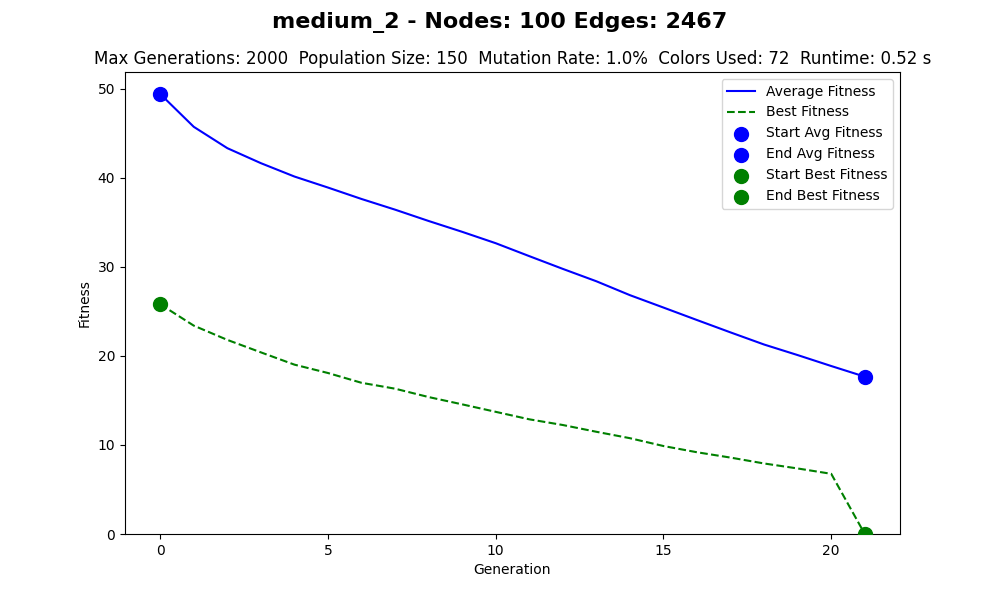 medium_2 - Nodes: 100 Edges: 2467
Max Generations: 2000  Population Size: 150  Mutation Rate: 1.0%  Colors Used: 72  Runtime: 0.52 s
Average Fitness
Best Fitness
Start Avg Fitness
End Avg Fitness
Start Best Fitness
End Best Fitness
Fitness
50
40
30
20
10
0
0 5 10 15 20
Generation